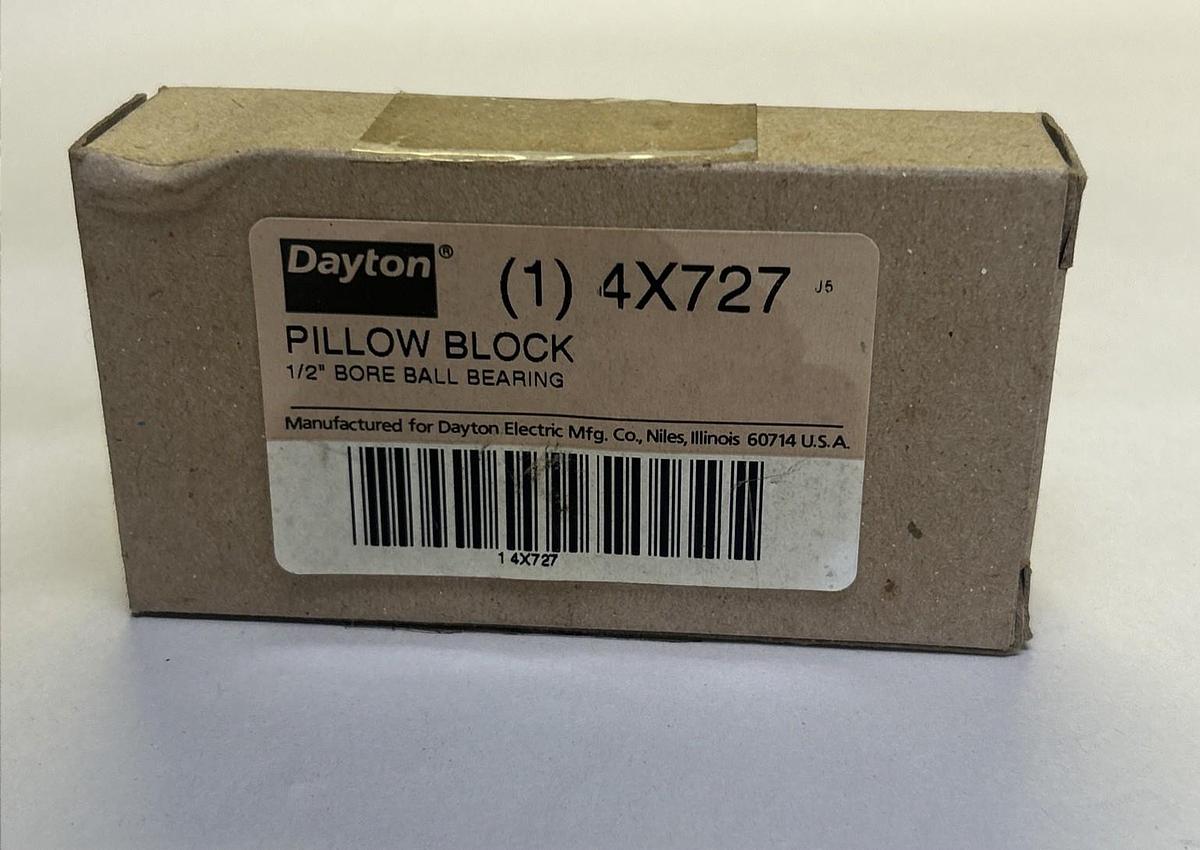 Dayton® (1) 4X727 J5
PILLOW BLOCK
1/2" BORE BALL BEARING
Manufactured for Dayton Electric Mfg. Co., Niles, Illinois 60714 U.S.A.
1 4X727